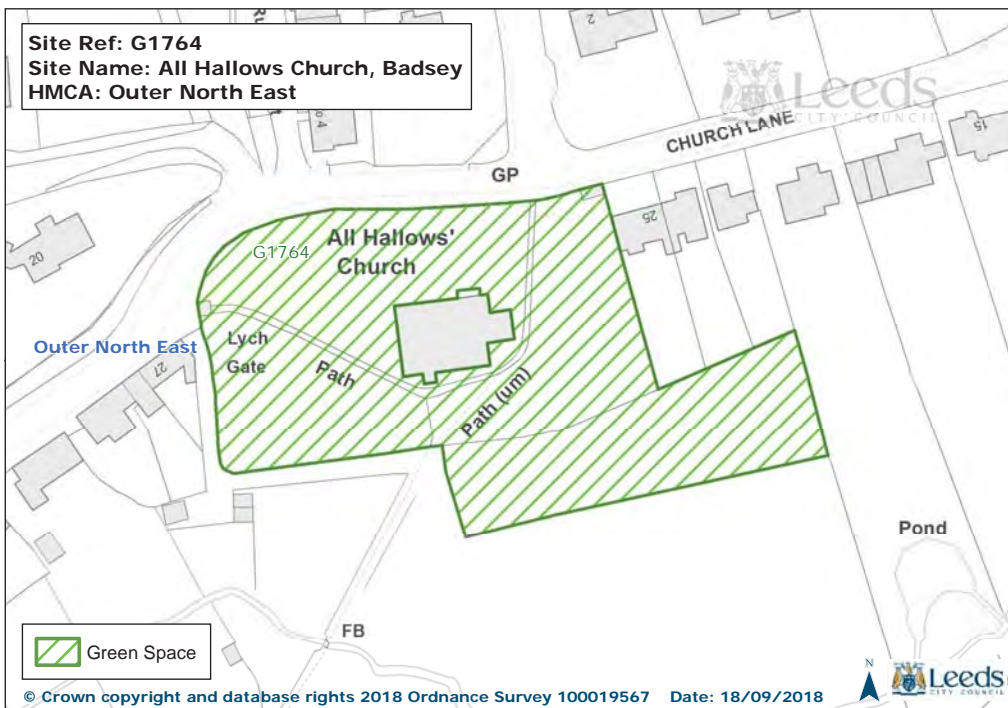 Site Ref: G1764
Site Name: All Hallows Church, Badsey
HMCA: Outer North East
Leeds
CITY COUNCIL
2
4
CHURCH LANE
15
GP
25
All Hallows'
Church
G1764
20
Outer North East
Lych
Gate
27
Path
Path (um)
Pond
FB
Green Space
N
Leeds
CITY COUNCIL
© Crown copyright and database rights 2018 Ordnance Survey 100019567 Date: 18/09/2018